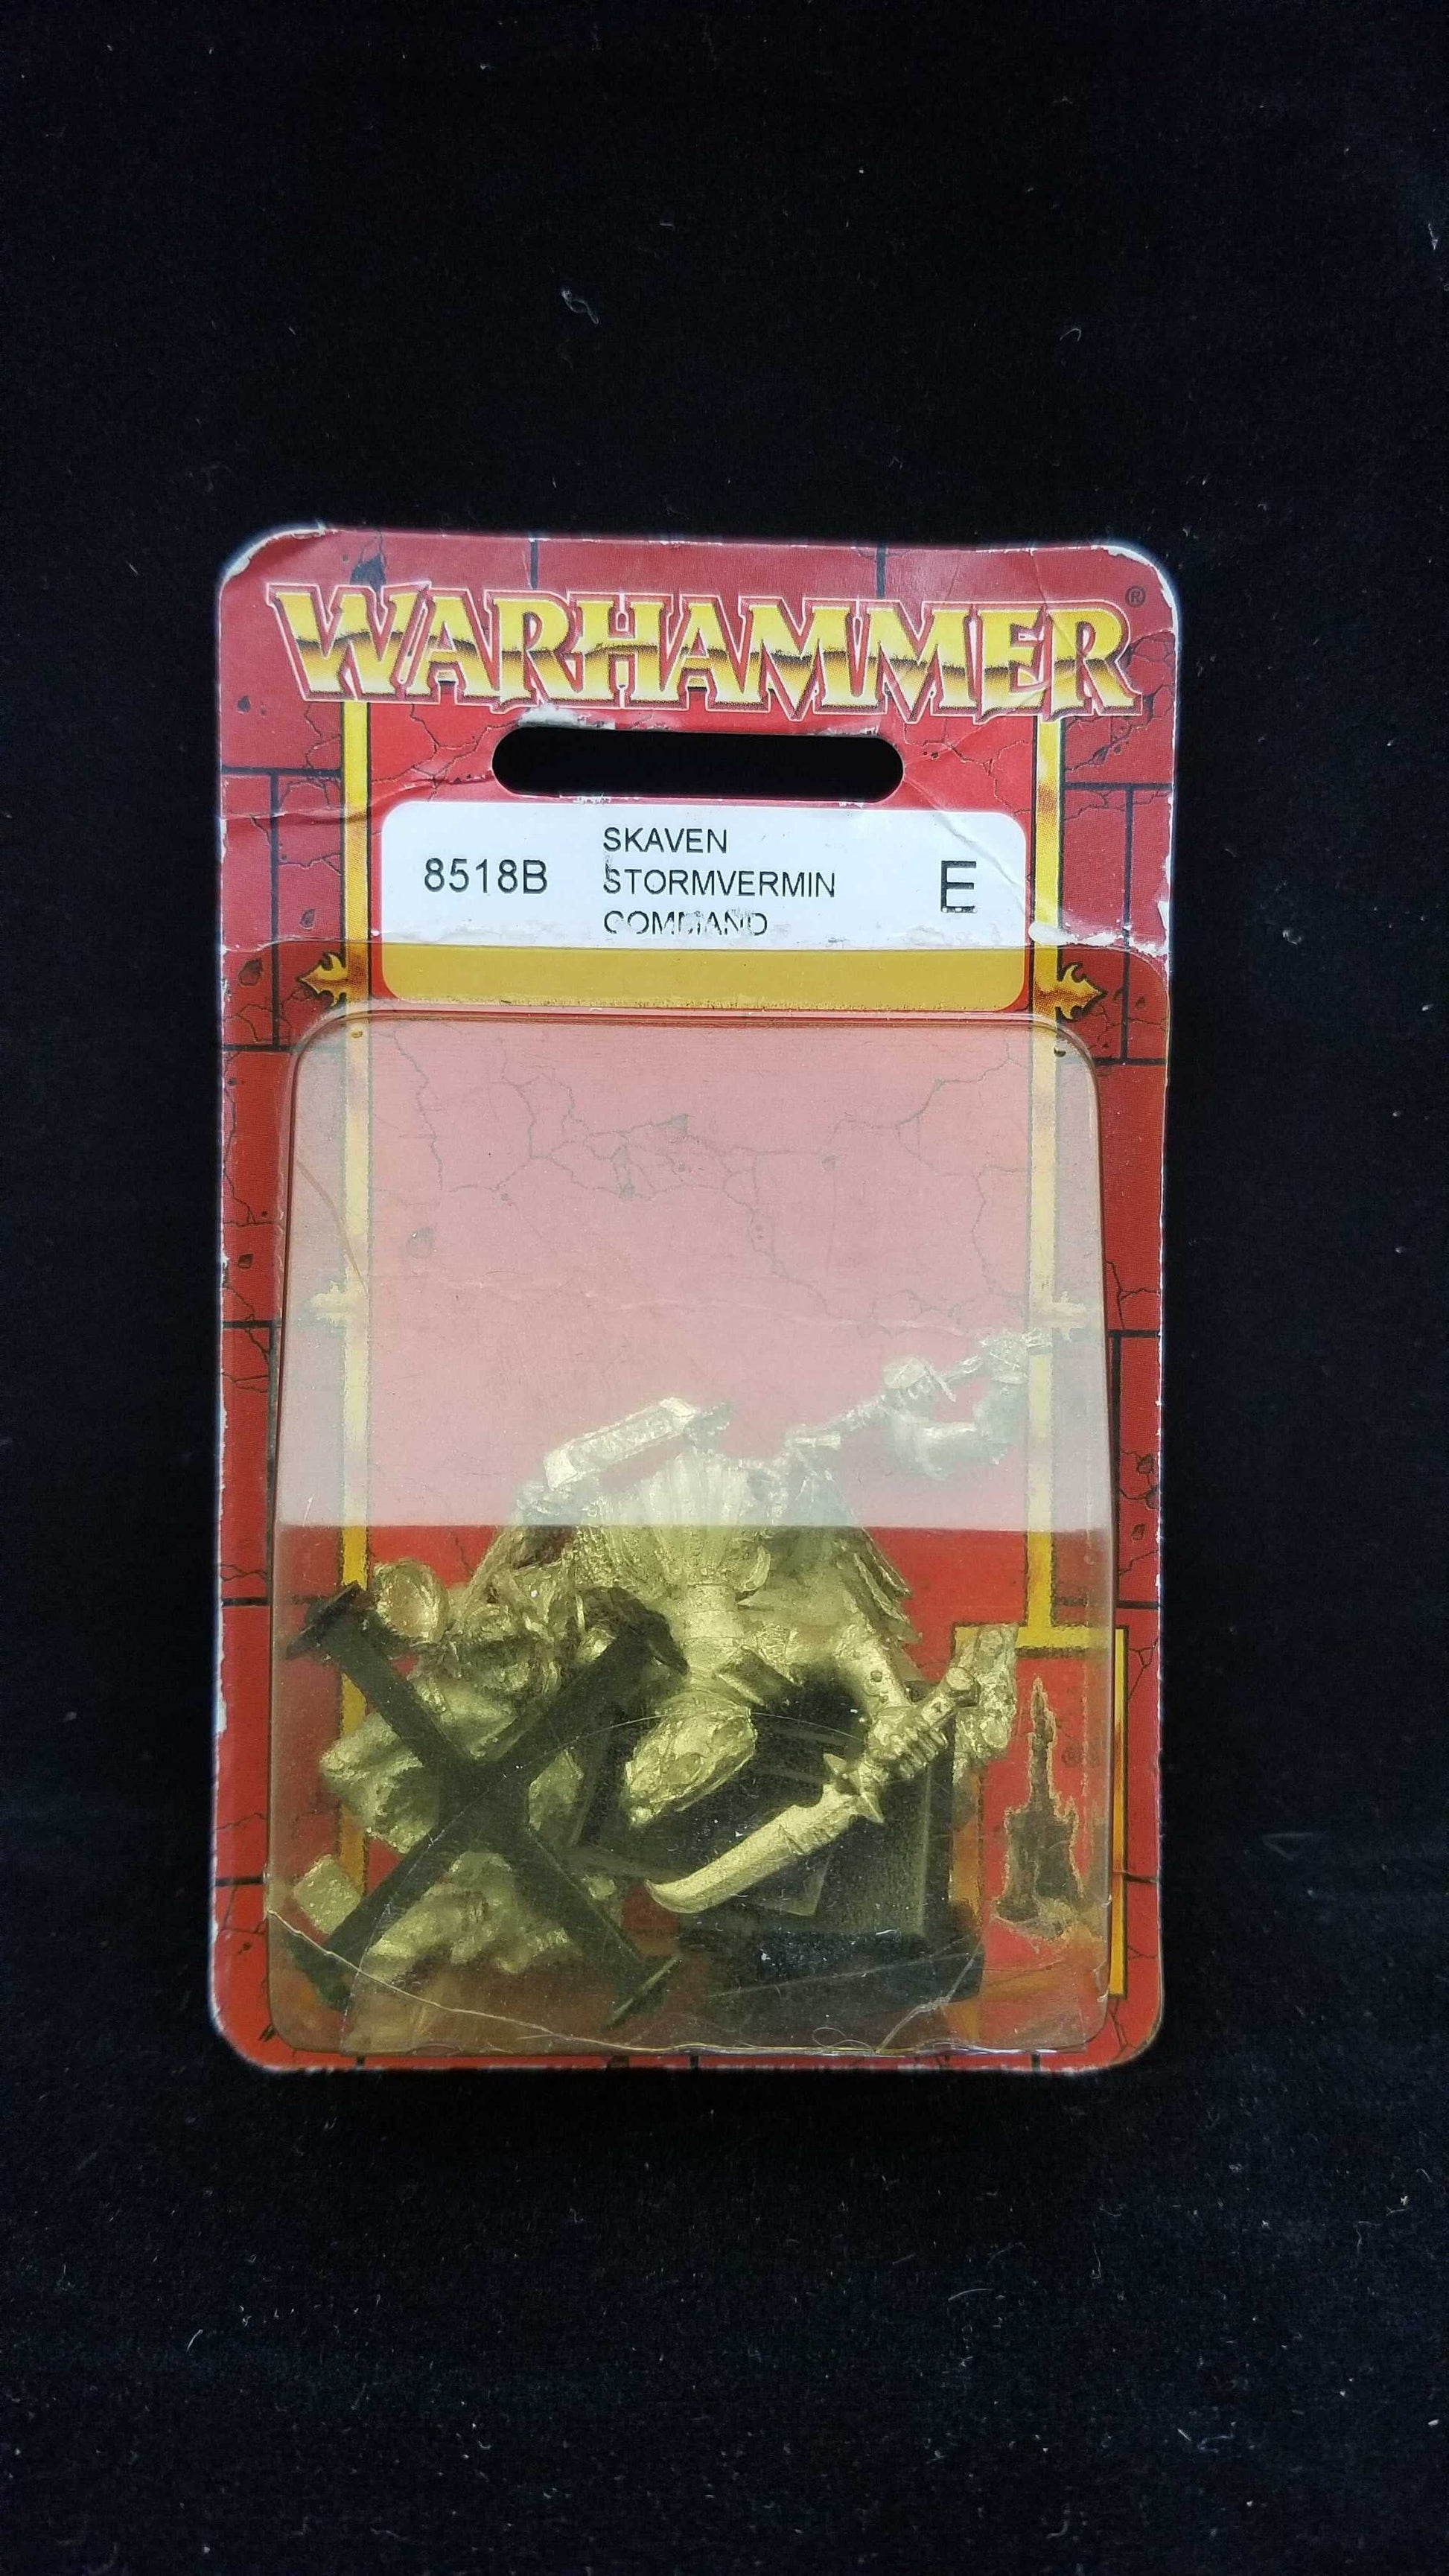 WARHAMMER®
8518B
SKAVEN
STORMVERMIN
COMMAND
E